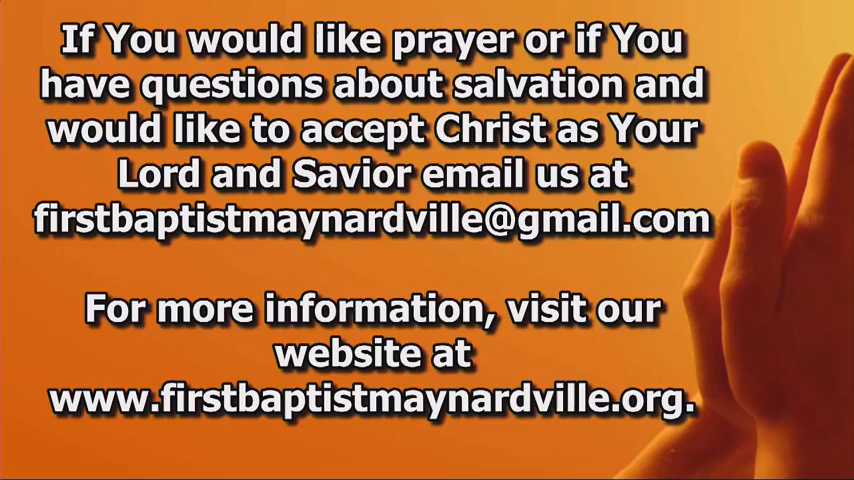 If You would like prayer or if You
have questions about salvation and
would like to accept Christ as Your
Lord and Savior email us at
firstbaptistmaynardville@gmail.com
For more information, visit our
website at
www.firstbaptistmaynardville.org.